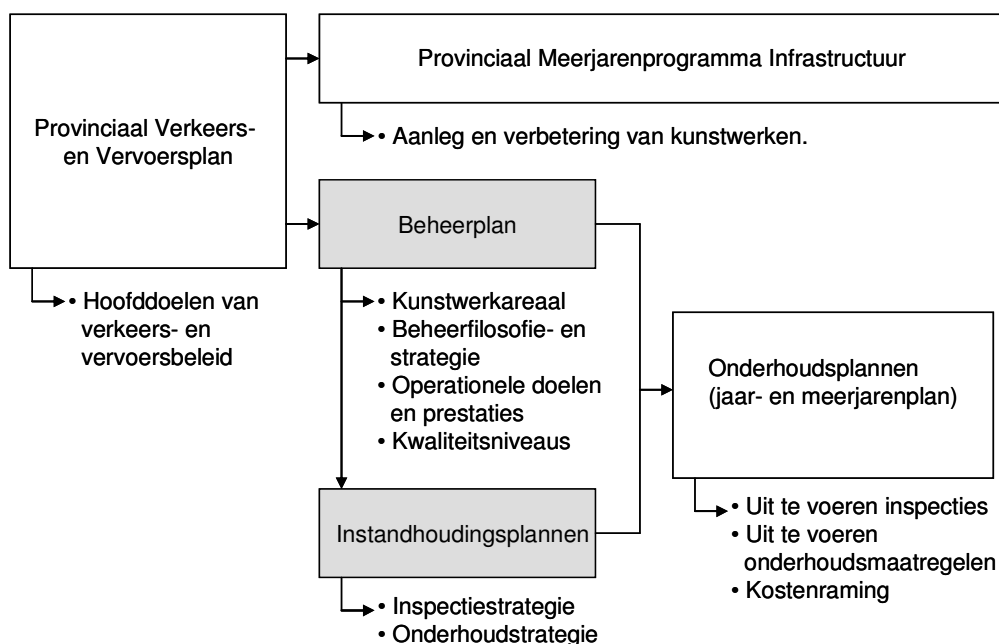 Provinciaal Verkeers-
en Vervoersplan
• Hoofddoelen van
verkeers- en
vervoersbeleid
Provinciaal Meerjarenprogramma Infrastructuur
• Aanleg en verbetering van kunstwerken.
Beheerplan
• Kunstwerkareaal
• Beheerfilosofie- en
strategie
• Operationele doelen
en prestaties
• Kwaliteitsniveaus
Instandhoudingsplannen
• Inspectiestrategie
• Onderhoudstrategie
Onderhoudsplannen
(jaar- en meerjarenplan)
• Uit te voeren inspecties
• Uit te voeren
onderhoudsmaatregelen
• Kostenraming